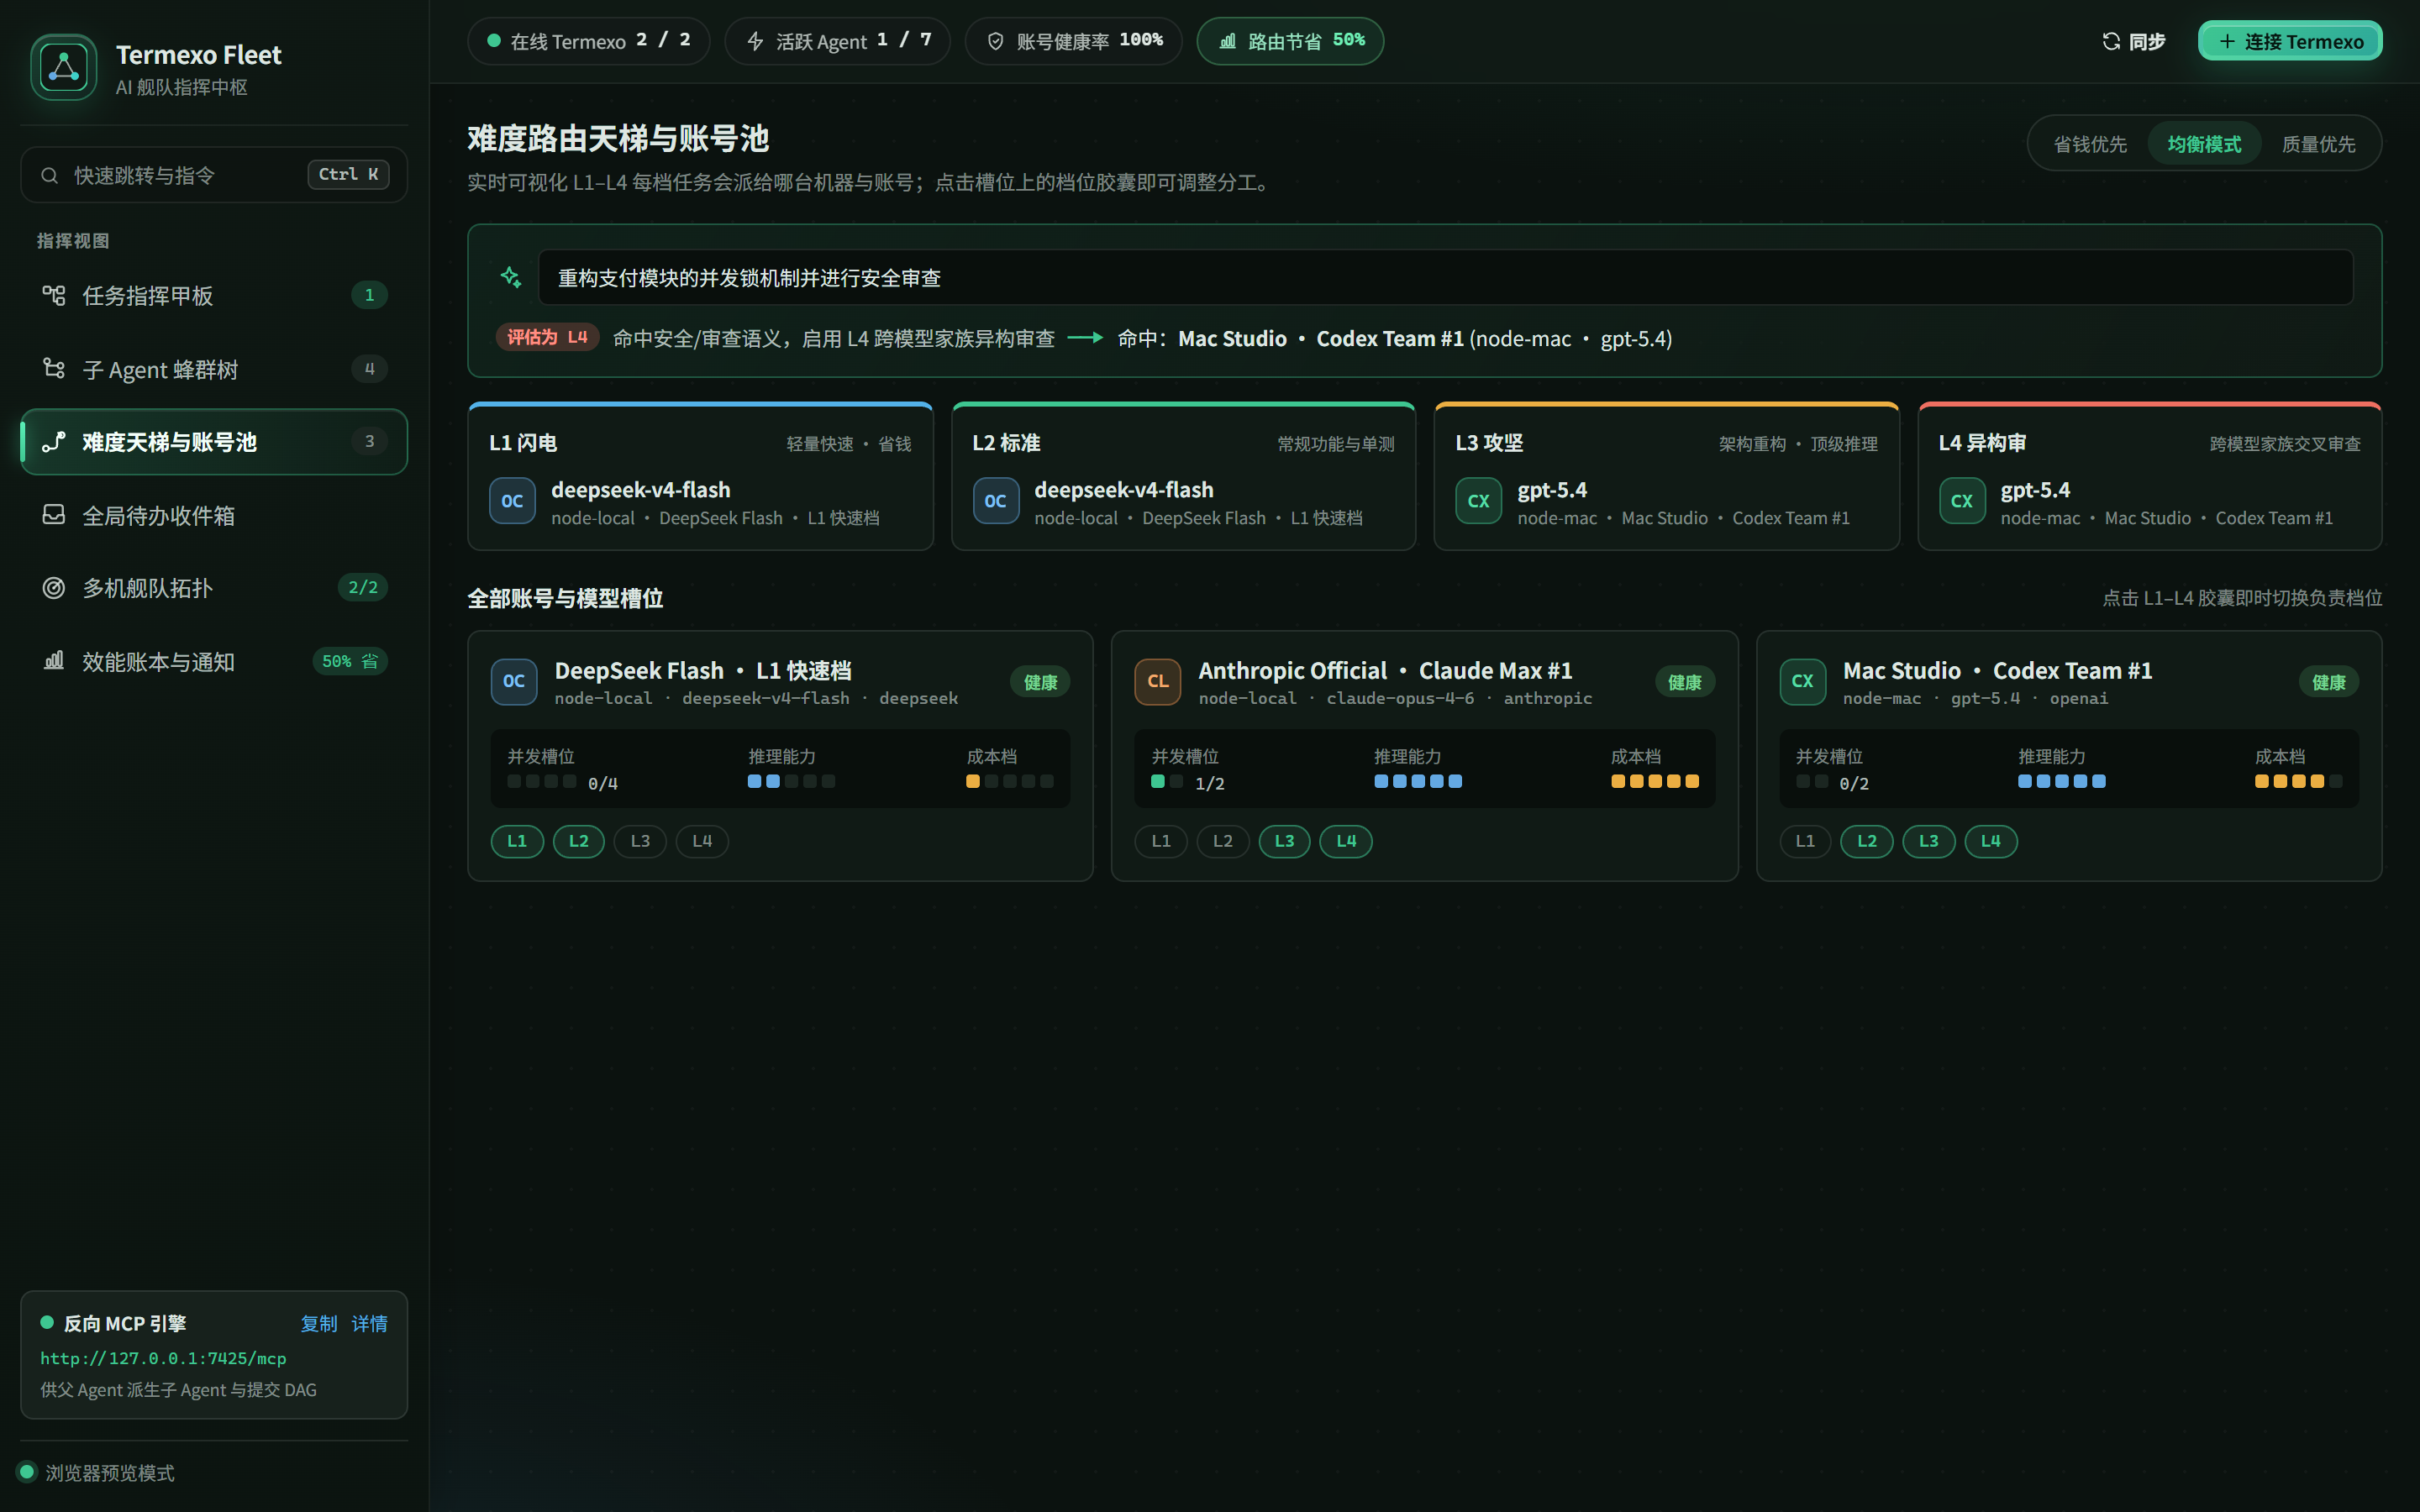 Termexo Fleet
AI 舰队指挥中枢
快速跳转与指令 Ctrl K
指挥视图
任务指挥甲板 1
子 Agent 蜂群树 4
难度天梯与账号池 3
全局待办收件箱
多机舰队拓扑 2/2
效能账本与通知 50% 省
反向 MCP 引擎 复制 详情
http://127.0.0.1:7425/mcp
供父 Agent 派生子 Agent 与提交 DAG
浏览器预览模式
在线 Termexo 2 / 2 活跃 Agent 1 / 7 账号健康率 100% 路由节省 50% 同步 连接 Termexo
难度路由天梯与账号池
实时可视化 L1–L4 每档任务会派给哪台机器与账号；点击槽位上的档位胶囊即可调整分工。
省钱优先 均衡模式 质量优先
重构支付模块的并发锁机制并进行安全审查
评估为 L4 命中安全/审查语义，启用 L4 跨模型家族异构审查 → 命中：Mac Studio · Codex Team #1 (node-mac · gpt-5.4)
L1 闪电 轻量快速 · 省钱
OC deepseek-v4-flash
node-local · DeepSeek Flash · L1 快速档
L2 标准 常规功能与单测
OC deepseek-v4-flash
node-local · DeepSeek Flash · L1 快速档
L3 攻坚 架构重构 · 顶级推理
CX gpt-5.4
node-mac · Mac Studio · Codex Team #1
L4 异构审 跨模型家族交叉审查
CX gpt-5.4
node-mac · Mac Studio · Codex Team #1
全部账号与模型槽位 点击 L1–L4 胶囊即时切换负责档位
OC DeepSeek Flash · L1 快速档 健康
node-local · deepseek-v4-flash · deepseek
并发槽位 推理能力 成本档
0/4
L1 L2 L3 L4
CL Anthropic Official · Claude Max #1 健康
node-local · claude-opus-4-6 · anthropic
并发槽位 推理能力 成本档
1/2
L1 L2 L3 L4
CX Mac Studio · Codex Team #1 健康
node-mac · gpt-5.4 · openai
并发槽位 推理能力 成本档
0/2
L1 L2 L3 L4